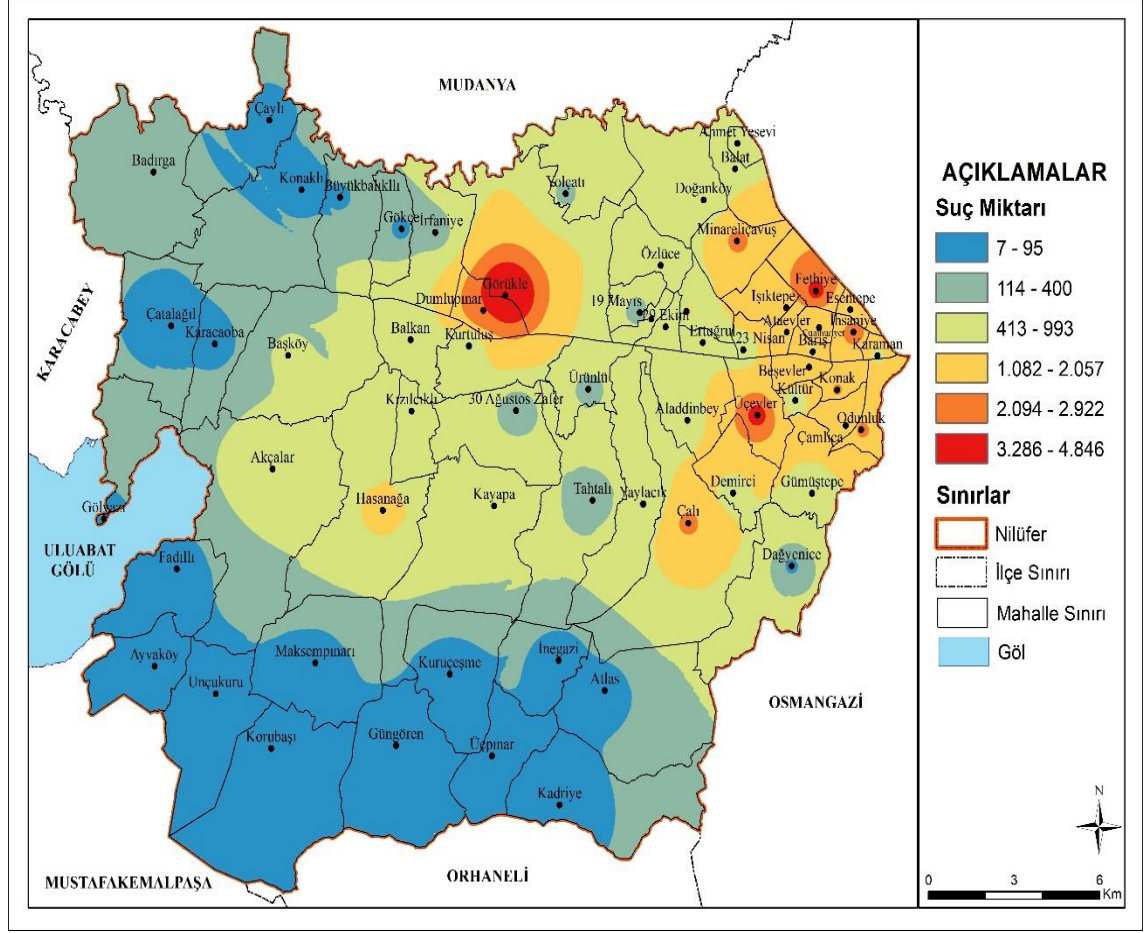 MUDANYA
Çaylı
Ahmet Yesevi
Balat
Badırga
Konaklı
Büyükbalıklı
Yolçatı
Doğanköy
Gökçe
İrfaniye
Minareliçavuş
Özlüce
Görükle
Fethiye
Dumlupınar
19 Mayıs
Işıktepe
Esentepe
KARACABEY
Çatalağıl
29 Ekim
Ataevler
İhsaniye
Cumhuriyet
Karacaoba
Başköy
Balkan
Kurtuluş
Ertuğrul
23 Nisan
Barış
Karaman
Beşevler
Ürünlü
Kültür
Konak
Kızılcıklı
30 Ağustos Zafer
Aladdinbey
Üçevler
Odunluk
Çamlıca
Akçalar
Hasanağa
Kayapa
Tahtalı
Yaylacık
Demirci
Gümüştepe
Gölyazı
Çalı
ULUABAT
GÖLÜ
Fadıllı
Dağyenice
Ayvaköy
Maksempınarı
Kuruçeşme
İnegazi
Unçukuru
Atlas
OSMANGAZİ
Korubaşı
Güngören
Üçpınar
Kadriye
MUSTAFAKEMALPAŞA
ORHANELİ
AÇIKLAMALAR
Suç Miktarı
7 - 95
114 - 400
413 - 993
1.082 - 2.057
2.094 - 2.922
3.286 - 4.846
Sınırlar
Nilüfer
İlçe Sınırı
Mahalle Sınırı
Göl
N
0 3 6
Km